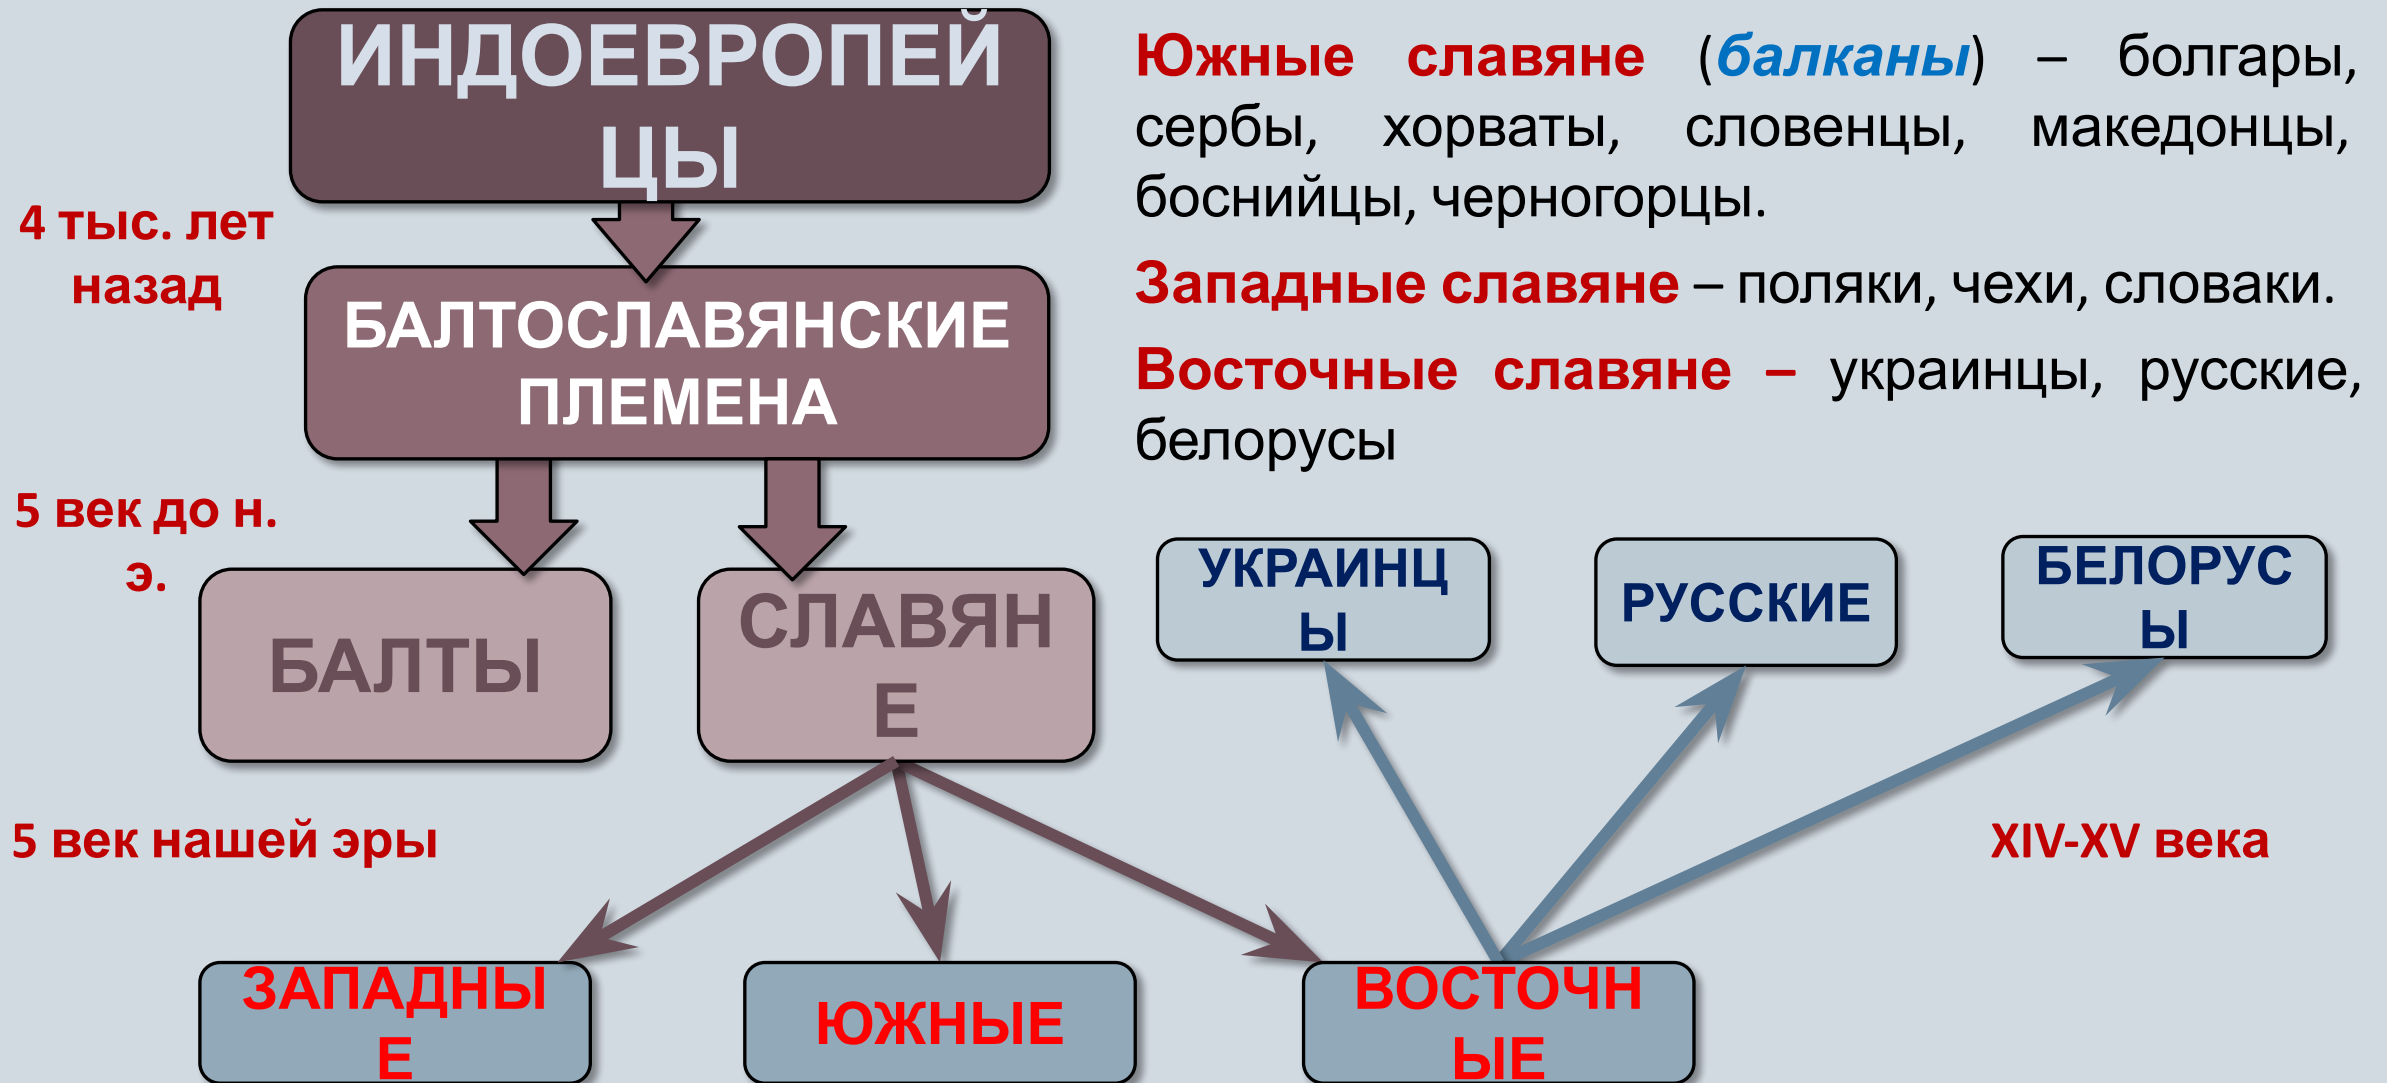 ИНДОЕВРОПЕЙ
ЦЫ
4 тыс. лет
назад
БАЛТОСЛАВЯНСКИЕ
ПЛЕМЕНА
5 век до н.
э.
БАЛТЫ
СЛАВЯН
Е
5 век нашей эры
ЗАПАДНЫ
Е
ЮЖНЫЕ
ВОСТОЧН
ЫЕ
Южные славяне (балканы) – болгары,
сербы, хорваты, словенцы, македонцы,
боснийцы, черногорцы.
Западные славяне – поляки, чехи, словаки.
Восточные славяне – украинцы, русские,
белорусы
УКРАИНЦ
Ы
РУССКИЕ
БЕЛОРУС
Ы
XIV-XV века